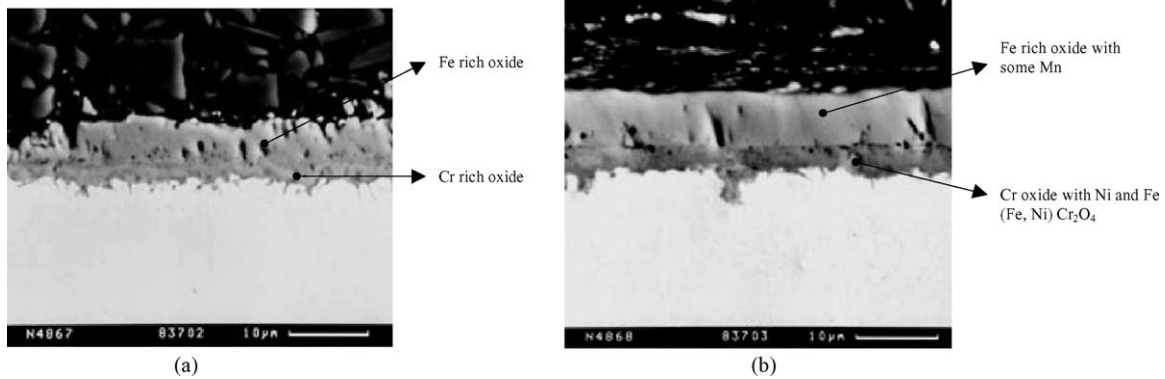 Fe rich oxide
Cr rich oxide
N4867 83702 10μm
(a)
Fe rich oxide with
some Mn
Cr oxide with Ni and Fe
(Fe, Ni) Cr₂O₄
N4868 83703 10μm
(b)